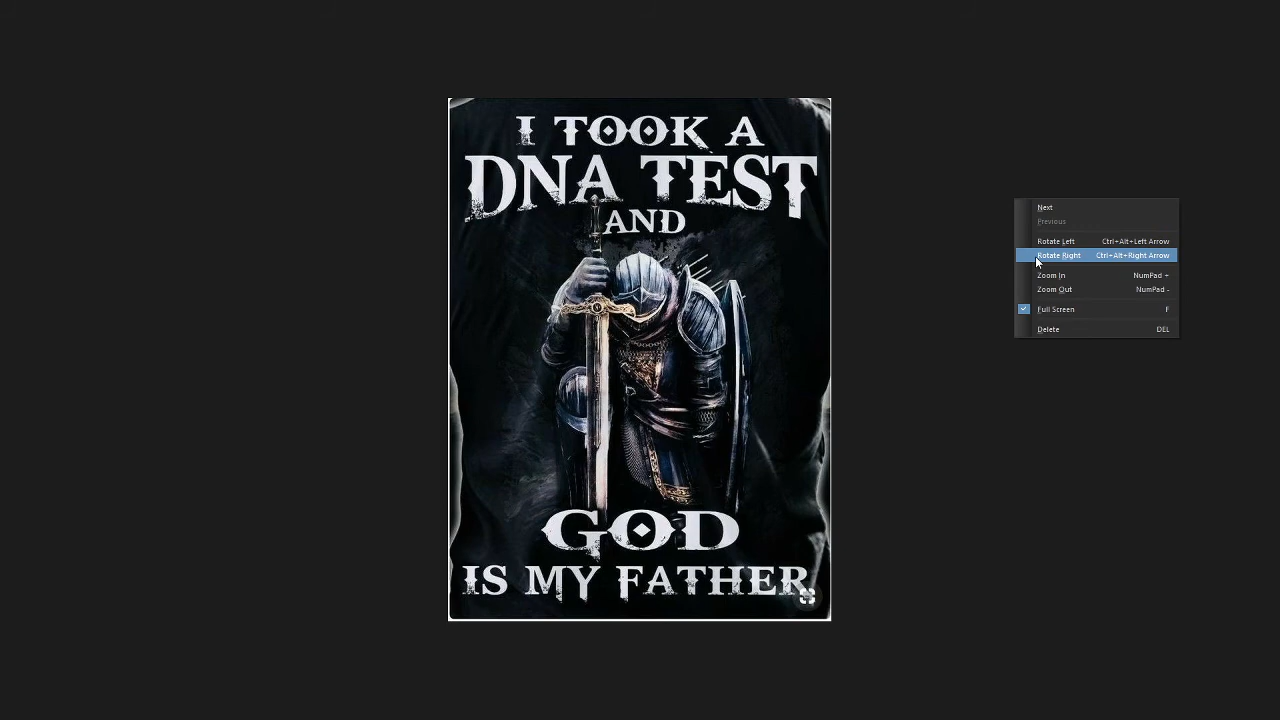 I TOOK A
DNA TEST
AND
GOD
IS MY FATHER
Next
Previous
Rotate Left Ctrl+Alt+Left Arrow
Rotate Right Ctrl+Alt+Right Arrow
Zoom In NumPad +
Zoom Out NumPad -
Full Screen F
Delete DEL